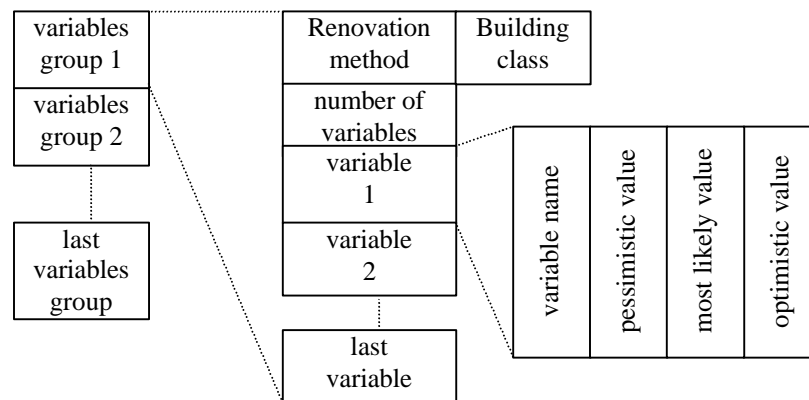 variables
group 1
variables
group 2
last
variables
group
Renovation
method
Building
class
number of
variables
variable
1
variable
2
last
variable
variable name
pessimistic value
most likely value
optimistic value